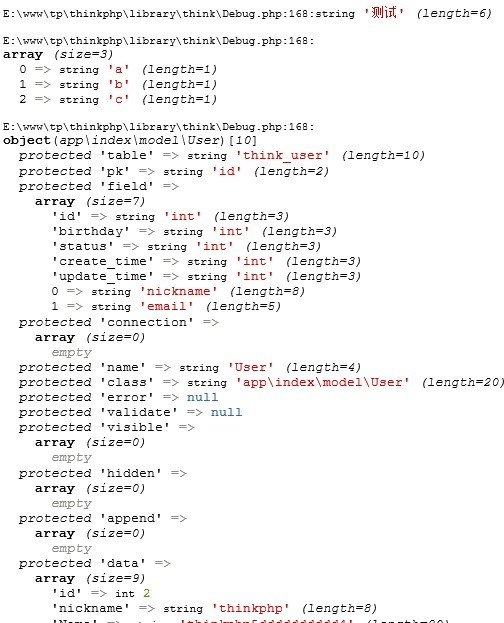 E:\www\tp\thinkphp\library\think\Debug.php:168:string '测试' (length=6)
E:\www\tp\thinkphp\library\think\Debug.php:168:
array (size=3)
0 => string 'a' (length=1)
1 => string 'b' (length=1)
2 => string 'c' (length=1)
E:\www\tp\thinkphp\library\think\Debug.php:168:
object(app\index\model\User)[10]
protected 'table' => string 'think_user' (length=10)
protected 'pk' => string 'id' (length=2)
protected 'field' =>
array (size=7)
'id' => string 'int' (length=3)
'birthday' => string 'int' (length=3)
'status' => string 'int' (length=3)
'create_time' => string 'int' (length=3)
'update_time' => string 'int' (length=3)
0 => string 'nickname' (length=8)
1 => string 'email' (length=5)
protected 'connection' =>
array (size=0)
empty
protected 'name' => string 'User' (length=4)
protected 'class' => string 'app\index\model\User' (length=20)
protected 'error' => null
protected 'validate' => null
protected 'visible' =>
array (size=0)
empty
protected 'hidden' =>
array (size=0)
empty
protected 'append' =>
array (size=0)
empty
protected 'data' =>
array (size=9)
'id' => int 2
'nickname' => string 'thinkphp' (length=8)